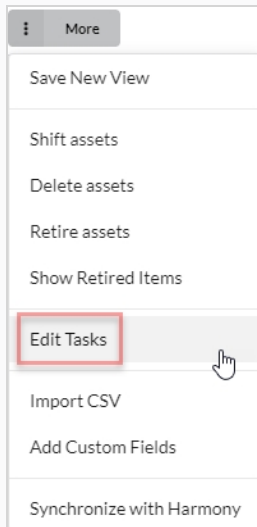 More
Save New View
Shift assets
Delete assets
Retire assets
Show Retired Items
Edit Tasks
Import CSV
Add Custom Fields
Synchronize with Harmony